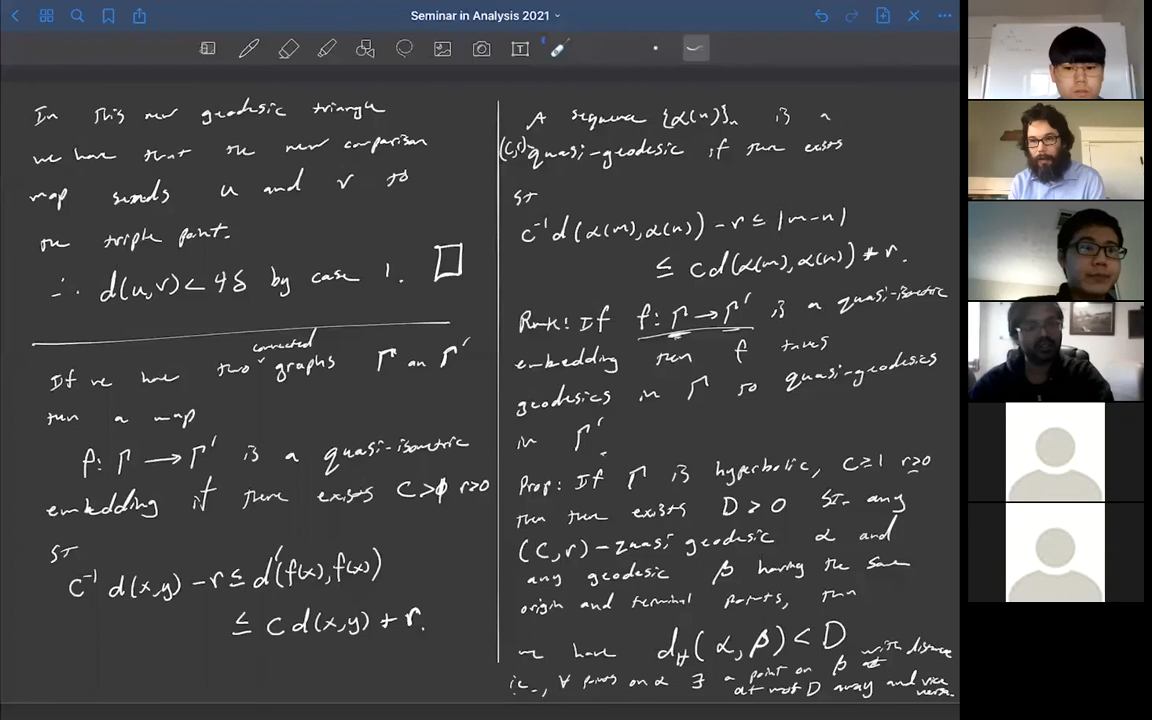 Seminar in Analysis 2021
In this new geodesic triangle
we have that the new comparison
map sends u and v to
the triple point.
∴ d(u,v) < 4δ by case 1. □
If we have two connected graphs Γ an Γ'
then a map
f: Γ → Γ' is a quasi-isometric
embedding if there exists C>0 r≥0
ST
C⁻¹ d(x,y) - r ≤ d'(f(x), f(x))
≤ C d(x,y) + r.
A sequence {α(n)}ₙ is a
(C,r)-quasi-geodesic if there exists
ST
C⁻¹ d(α(m), α(n)) - r ≤ |m-n|
≤ C d(α(m), α(n)) + r.
Rmk: If f: Γ → Γ' is a quasi-isometric
embedding then f takes
geodesics in Γ to quasi-geodesics
in Γ'
Prop: If Γ is hyperbolic, C≥1 r≥0
then there exists D > 0 ST any
(C,r)-quasi geodesic α and
any geodesic β having the same
origin and terminal points, then
we have d_H(α, β) < D
i.e., ∀ points on α ∃ a point on β with distance
at most D away and vice
versa.